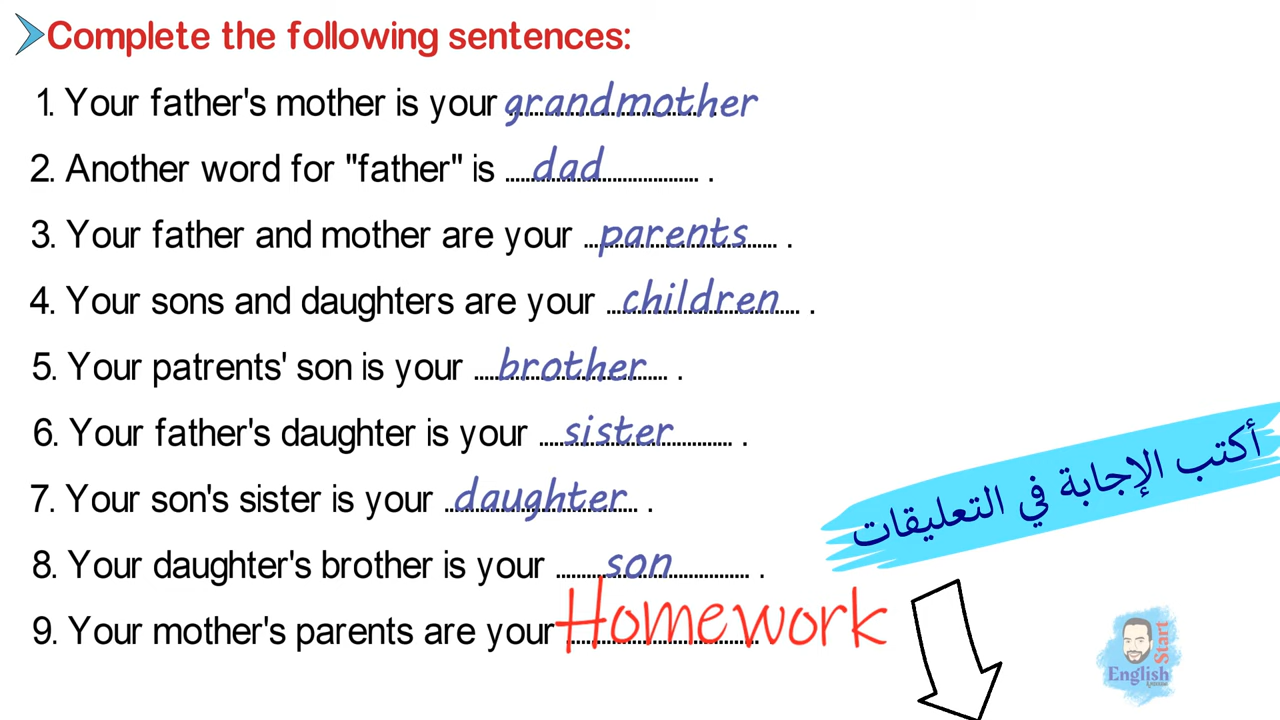 Complete the following sentences:
1. Your father's mother is your grandmother .
2. Another word for "father" is ......dad................... .
3. Your father and mother are your ...parents..... .
4. Your sons and daughters are your ...children.... .
5. Your patrents' son is your .....brother.... .
6. Your father's daughter is your .....sister.......... .
7. Your son's sister is your ..daughter.. .
8. Your daughter's brother is your ..........son............... .
9. Your mother's parents are your Homework
أكتب الإجابة في التعليقات
English
Start